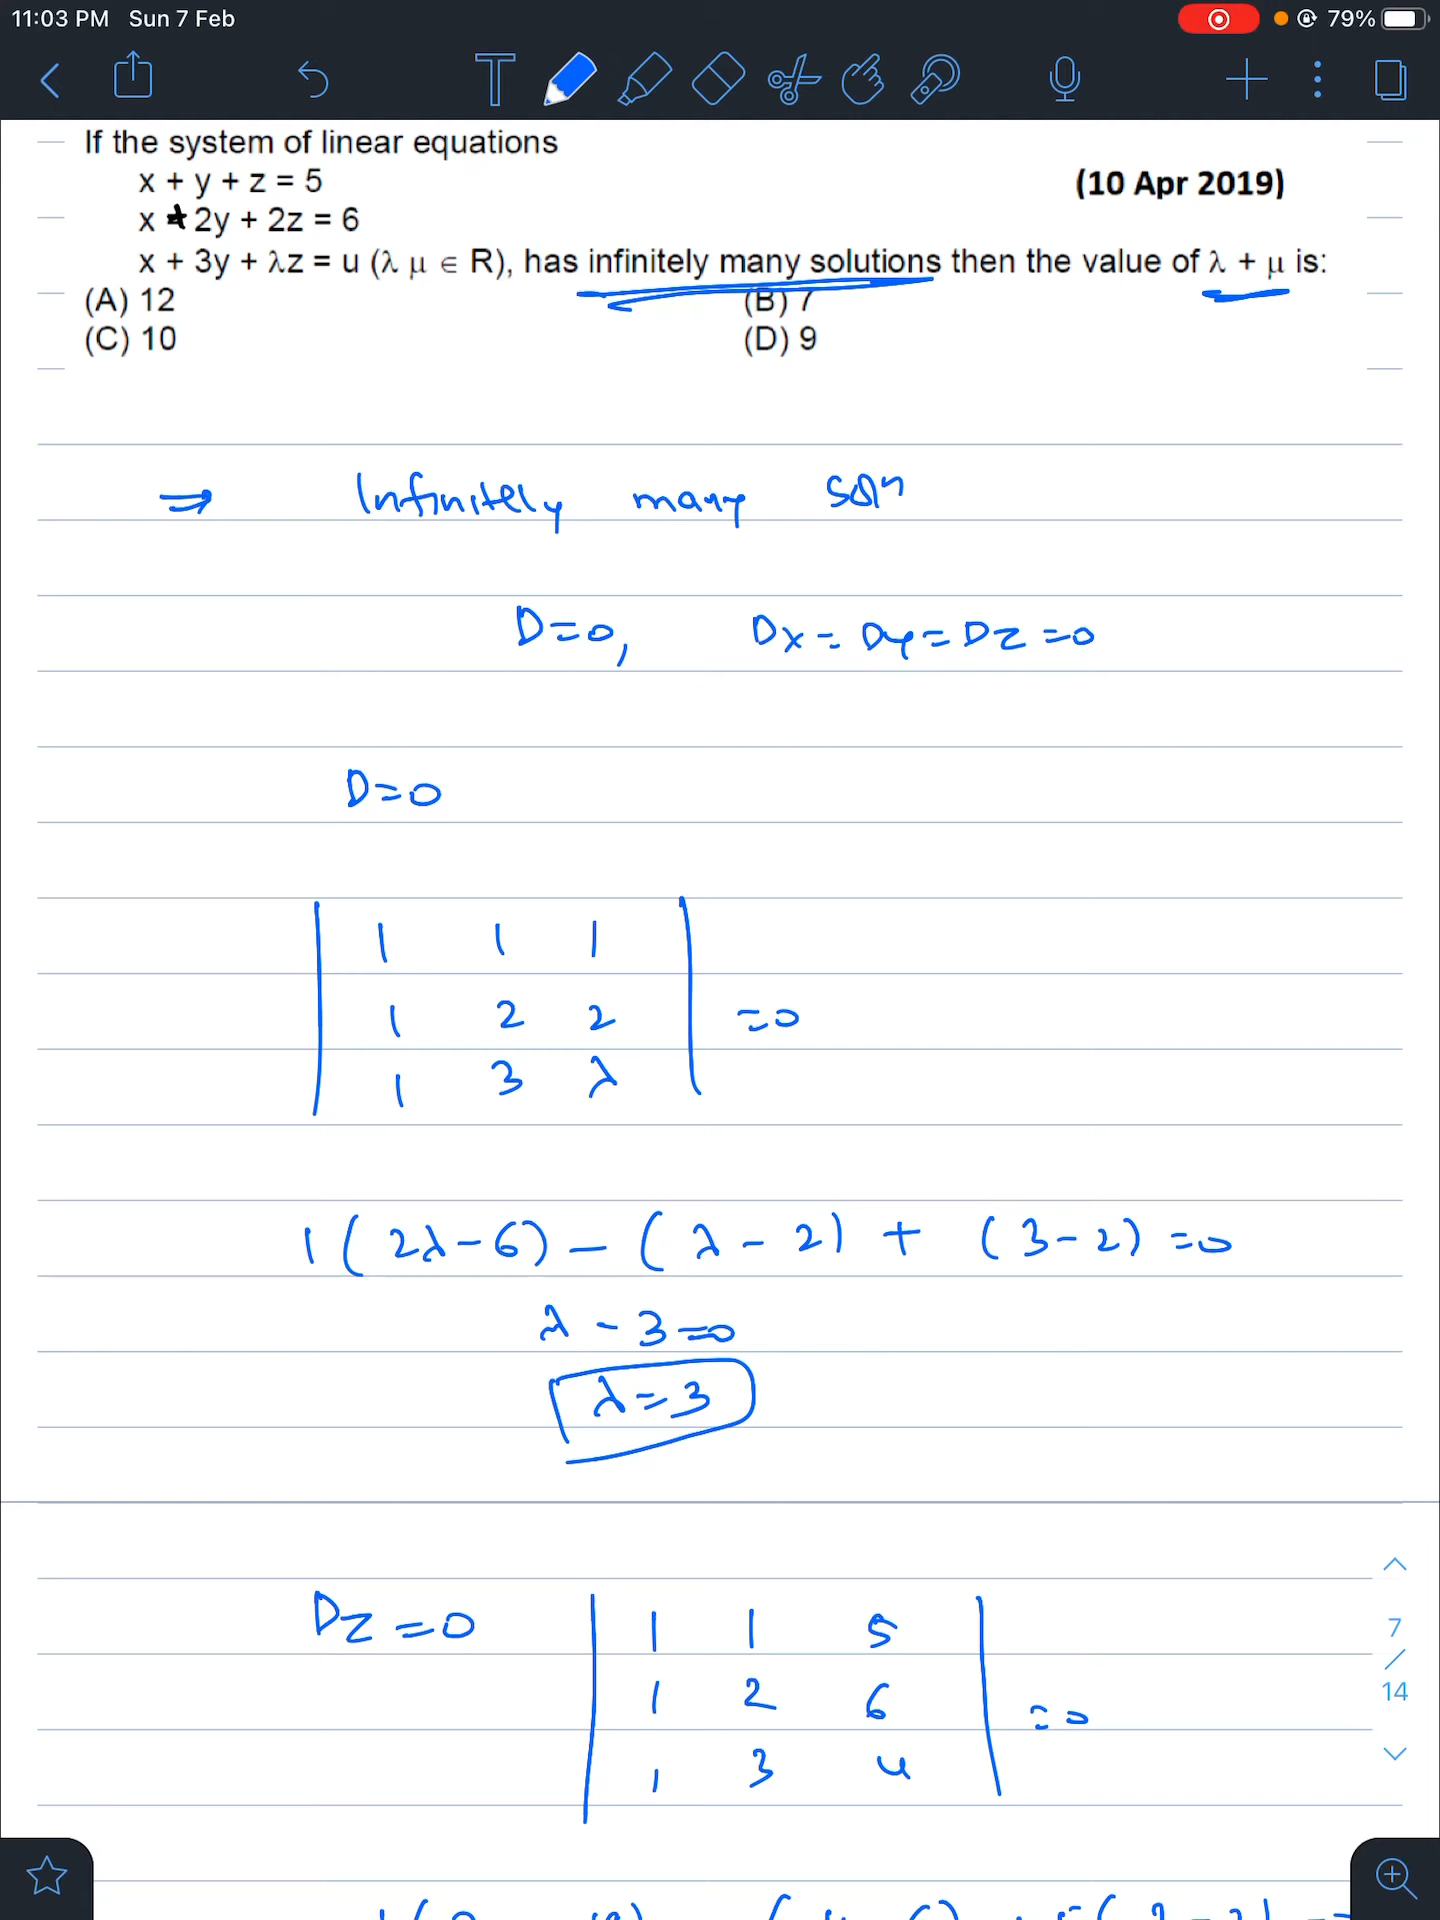 11:03 PM Sun 7 Feb 79%
If the system of linear equations
x + y + z = 5 (10 Apr 2019)
x + 2y + 2z = 6
x + 3y + λz = u (λ μ ∈ R), has infinitely many solutions then the value of λ + μ is:
(A) 12 (B) 7
(C) 10 (D) 9
⇒ Infinitely many soln
D=0, Dx = Dy = Dz = 0
D=0
1 1 1
1 2 2 =0
1 3 λ
1(2λ-6) - (λ-2) + (3-2) =0
λ - 3 =0
λ=3
Dz =0 1 1 5
1 2 6 =0
1 3 u
7
/
14